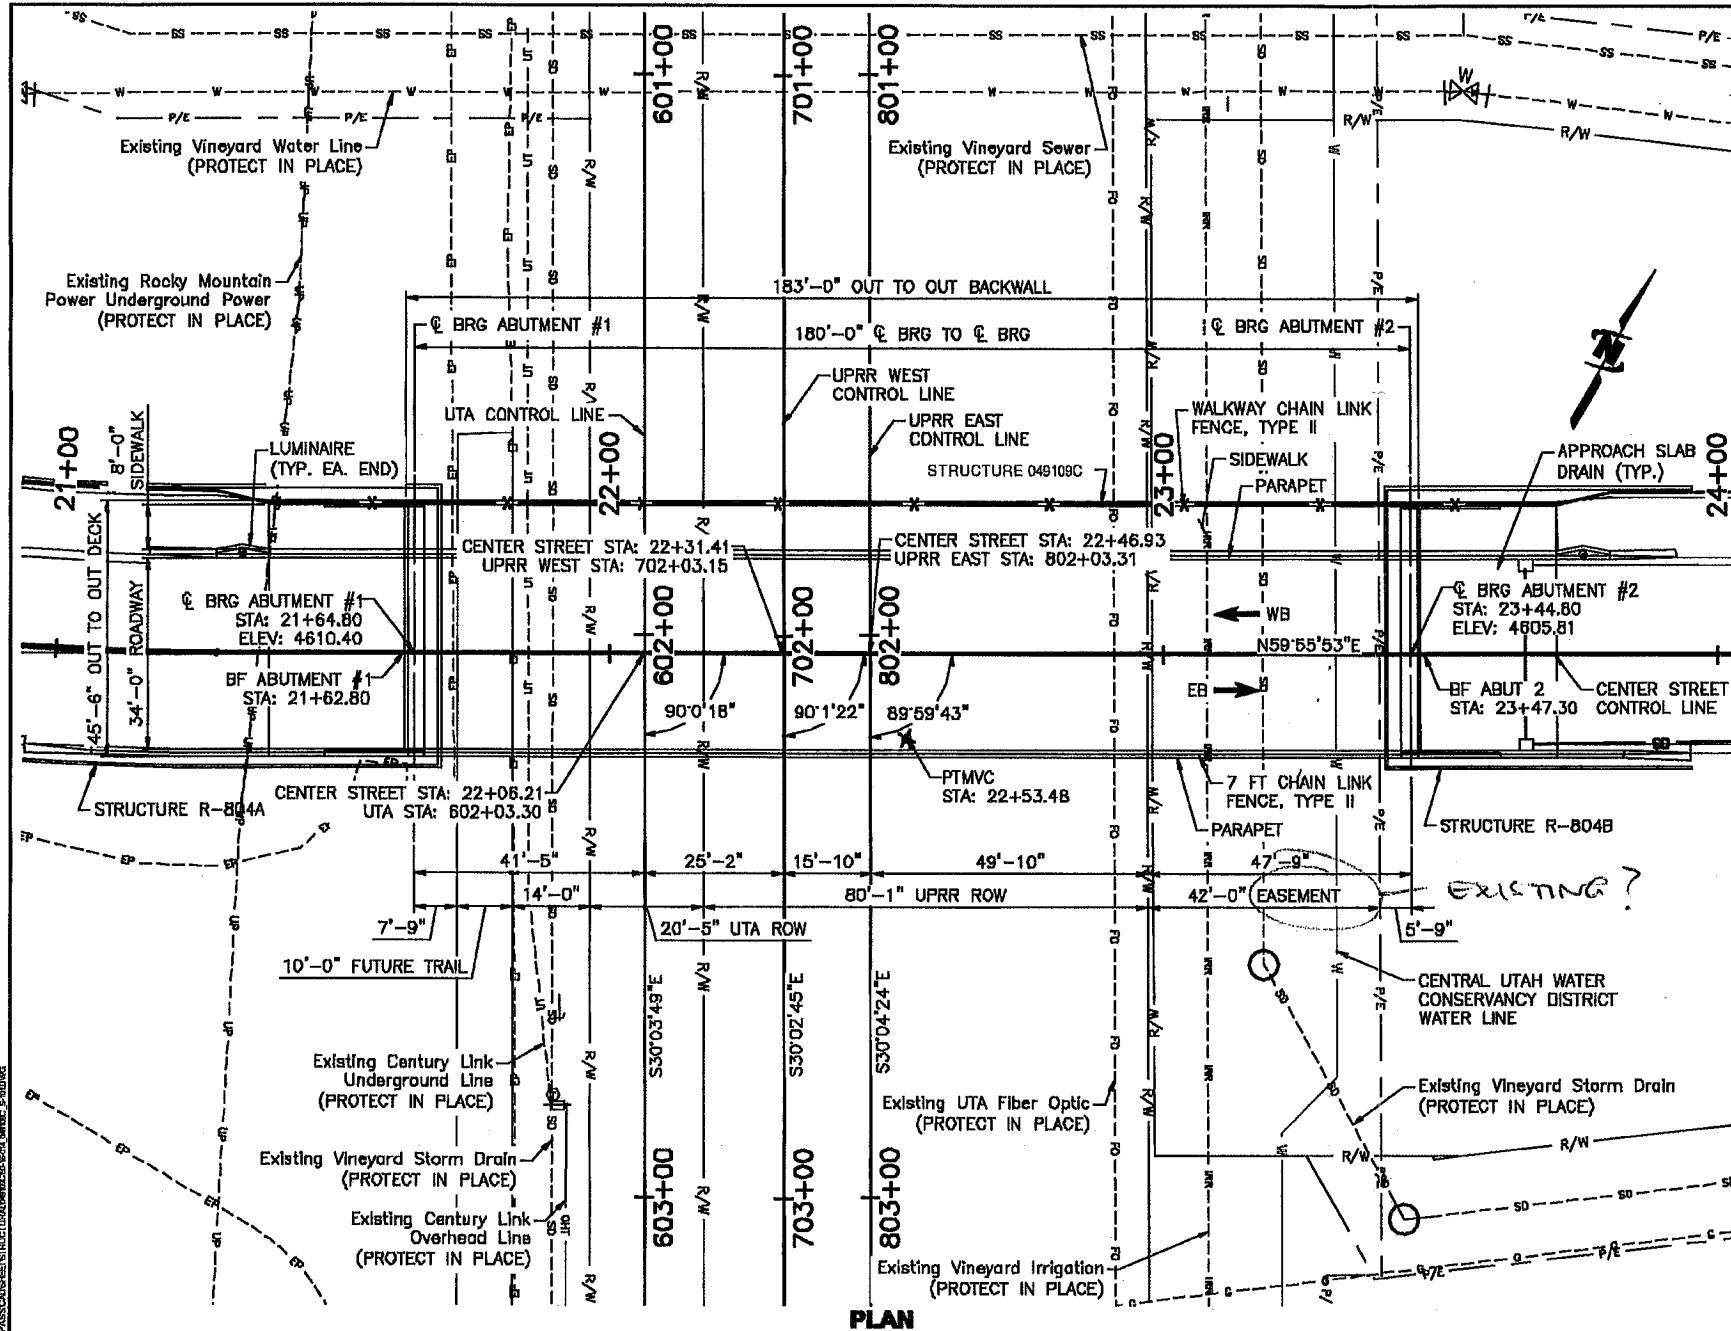 601+00
701+00
801+00
Existing Vineyard Water Line
(PROTECT IN PLACE)
Existing Vineyard Sewer
(PROTECT IN PLACE)
Existing Rocky Mountain
Power Underground Power
(PROTECT IN PLACE)
183'-0" OUT TO OUT BACKWALL
℄ BRG ABUTMENT #1
180'-0" ℄ BRG TO ℄ BRG
℄ BRG ABUTMENT #2
N
UPRR WEST
CONTROL LINE
UTA CONTROL LINE
UPRR EAST
CONTROL LINE
WALKWAY CHAIN LINK
FENCE, TYPE II
21+00
8'-0"
SIDEWALK
LUMINAIRE
(TYP. EA. END)
22+00
STRUCTURE 049109C
23+00
SIDEWALK
PARAPET
APPROACH SLAB
DRAIN (TYP.)
24+00
45'-6" OUT TO OUT DECK
34'-0" ROADWAY
CENTER STREET STA: 22+31.41
UPRR WEST STA: 702+03.15
CENTER STREET STA: 22+46.93
UPRR EAST STA: 802+03.31
℄ BRG ABUTMENT #1
STA: 21+64.80
ELEV: 4610.40
602+00
702+00
802+00
WB
℄ BRG ABUTMENT #2
STA: 23+44.80
ELEV: 4605.81
N59°55'53"E
BF ABUTMENT #1
STA: 21+62.80
EB
BF ABUT 2
STA: 23+47.30
CENTER STREET
CONTROL LINE
90°0'18"
90°1'22"
89°59'43"
PTMVC
STA: 22+53.48
CENTER STREET STA: 22+06.21
UTA STA: 602+03.30
7 FT CHAIN LINK
FENCE, TYPE II
STRUCTURE R-804A
PARAPET
STRUCTURE R-804B
41'-5"
25'-2"
15'-10"
49'-10"
47'-9"
14'-0"
80'-1" UPRR ROW
42'-0" EASEMENT
EXISTING?
7'-9"
20'-5" UTA ROW
5'-9"
10'-0" FUTURE TRAIL
S30°03'49"E
S30°02'45"E
S30°04'24"E
CENTRAL UTAH WATER
CONSERVANCY DISTRICT
WATER LINE
Existing Century Link
Underground Line
(PROTECT IN PLACE)
Existing UTA Fiber Optic
(PROTECT IN PLACE)
Existing Vineyard Storm Drain
(PROTECT IN PLACE)
Existing Vineyard Storm Drain
(PROTECT IN PLACE)
603+00
703+00
803+00
Existing Century Link
Overhead Line
(PROTECT IN PLACE)
Existing Vineyard Irrigation
(PROTECT IN PLACE)
PLAN